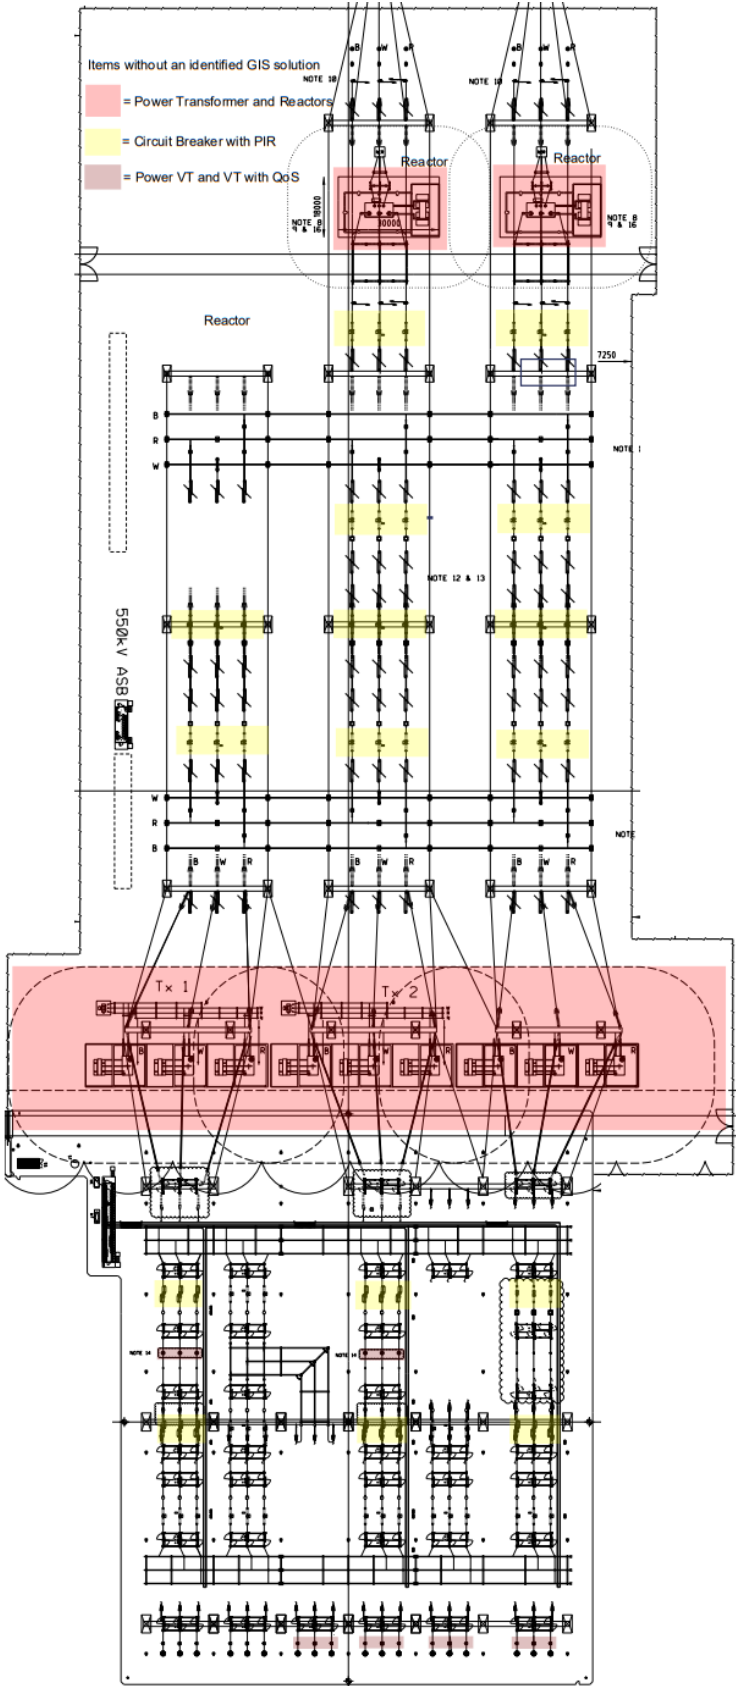 Items without an identified GIS solution
= Power Transformer and Reactors
= Circuit Breaker with PIR
= Power VT and VT with QoS
B W R
B W R
NOTE 10
NOTE 10
Reactor
Reactor
18000
30000
NOTE 8
9 & 16
NOTE 8
9 & 16
Reactor
7250
B
R
W
NOTE 1
NOTE 12 & 13
550kV ASB
W
R
B
NOTE
B W R
B W R
B W R
Tx 1
Tx 2
B W R
B W R
B W R
NOTE 14
NOTE 14